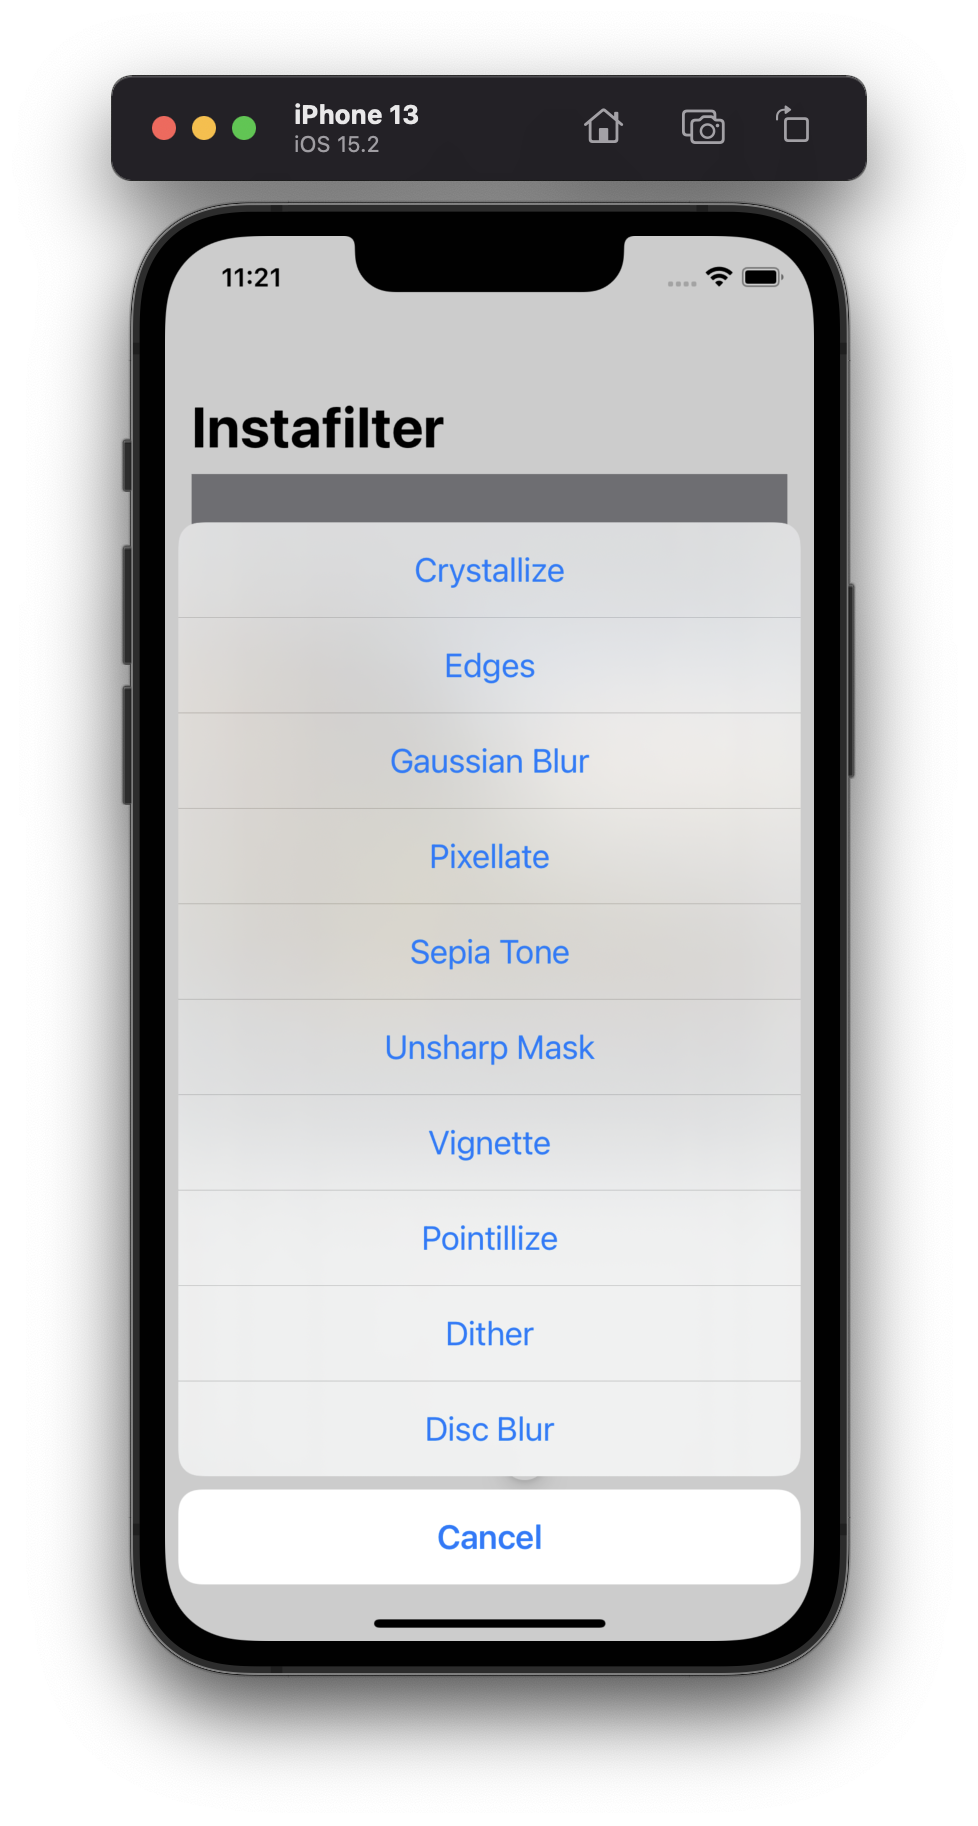 iPhone 13
iOS 15.2
11:21
Instafilter
Crystallize
Edges
Gaussian Blur
Pixellate
Sepia Tone
Unsharp Mask
Vignette
Pointillize
Dither
Disc Blur
Cancel